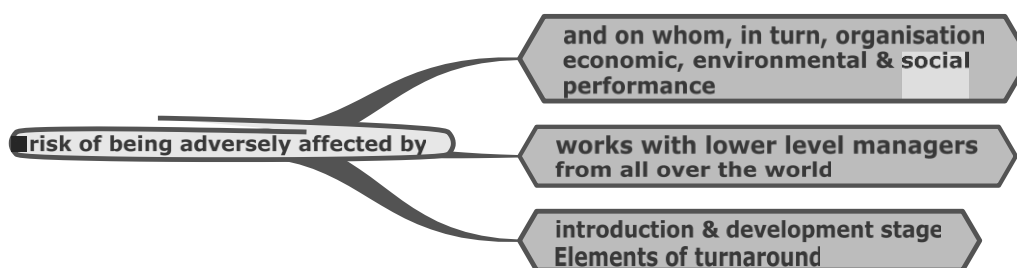 and on whom, in turn, organisation
economic, environmental & social
performance
risk of being adversely affected by
works with lower level managers
from all over the world
introduction & development stage
Elements of turnaround